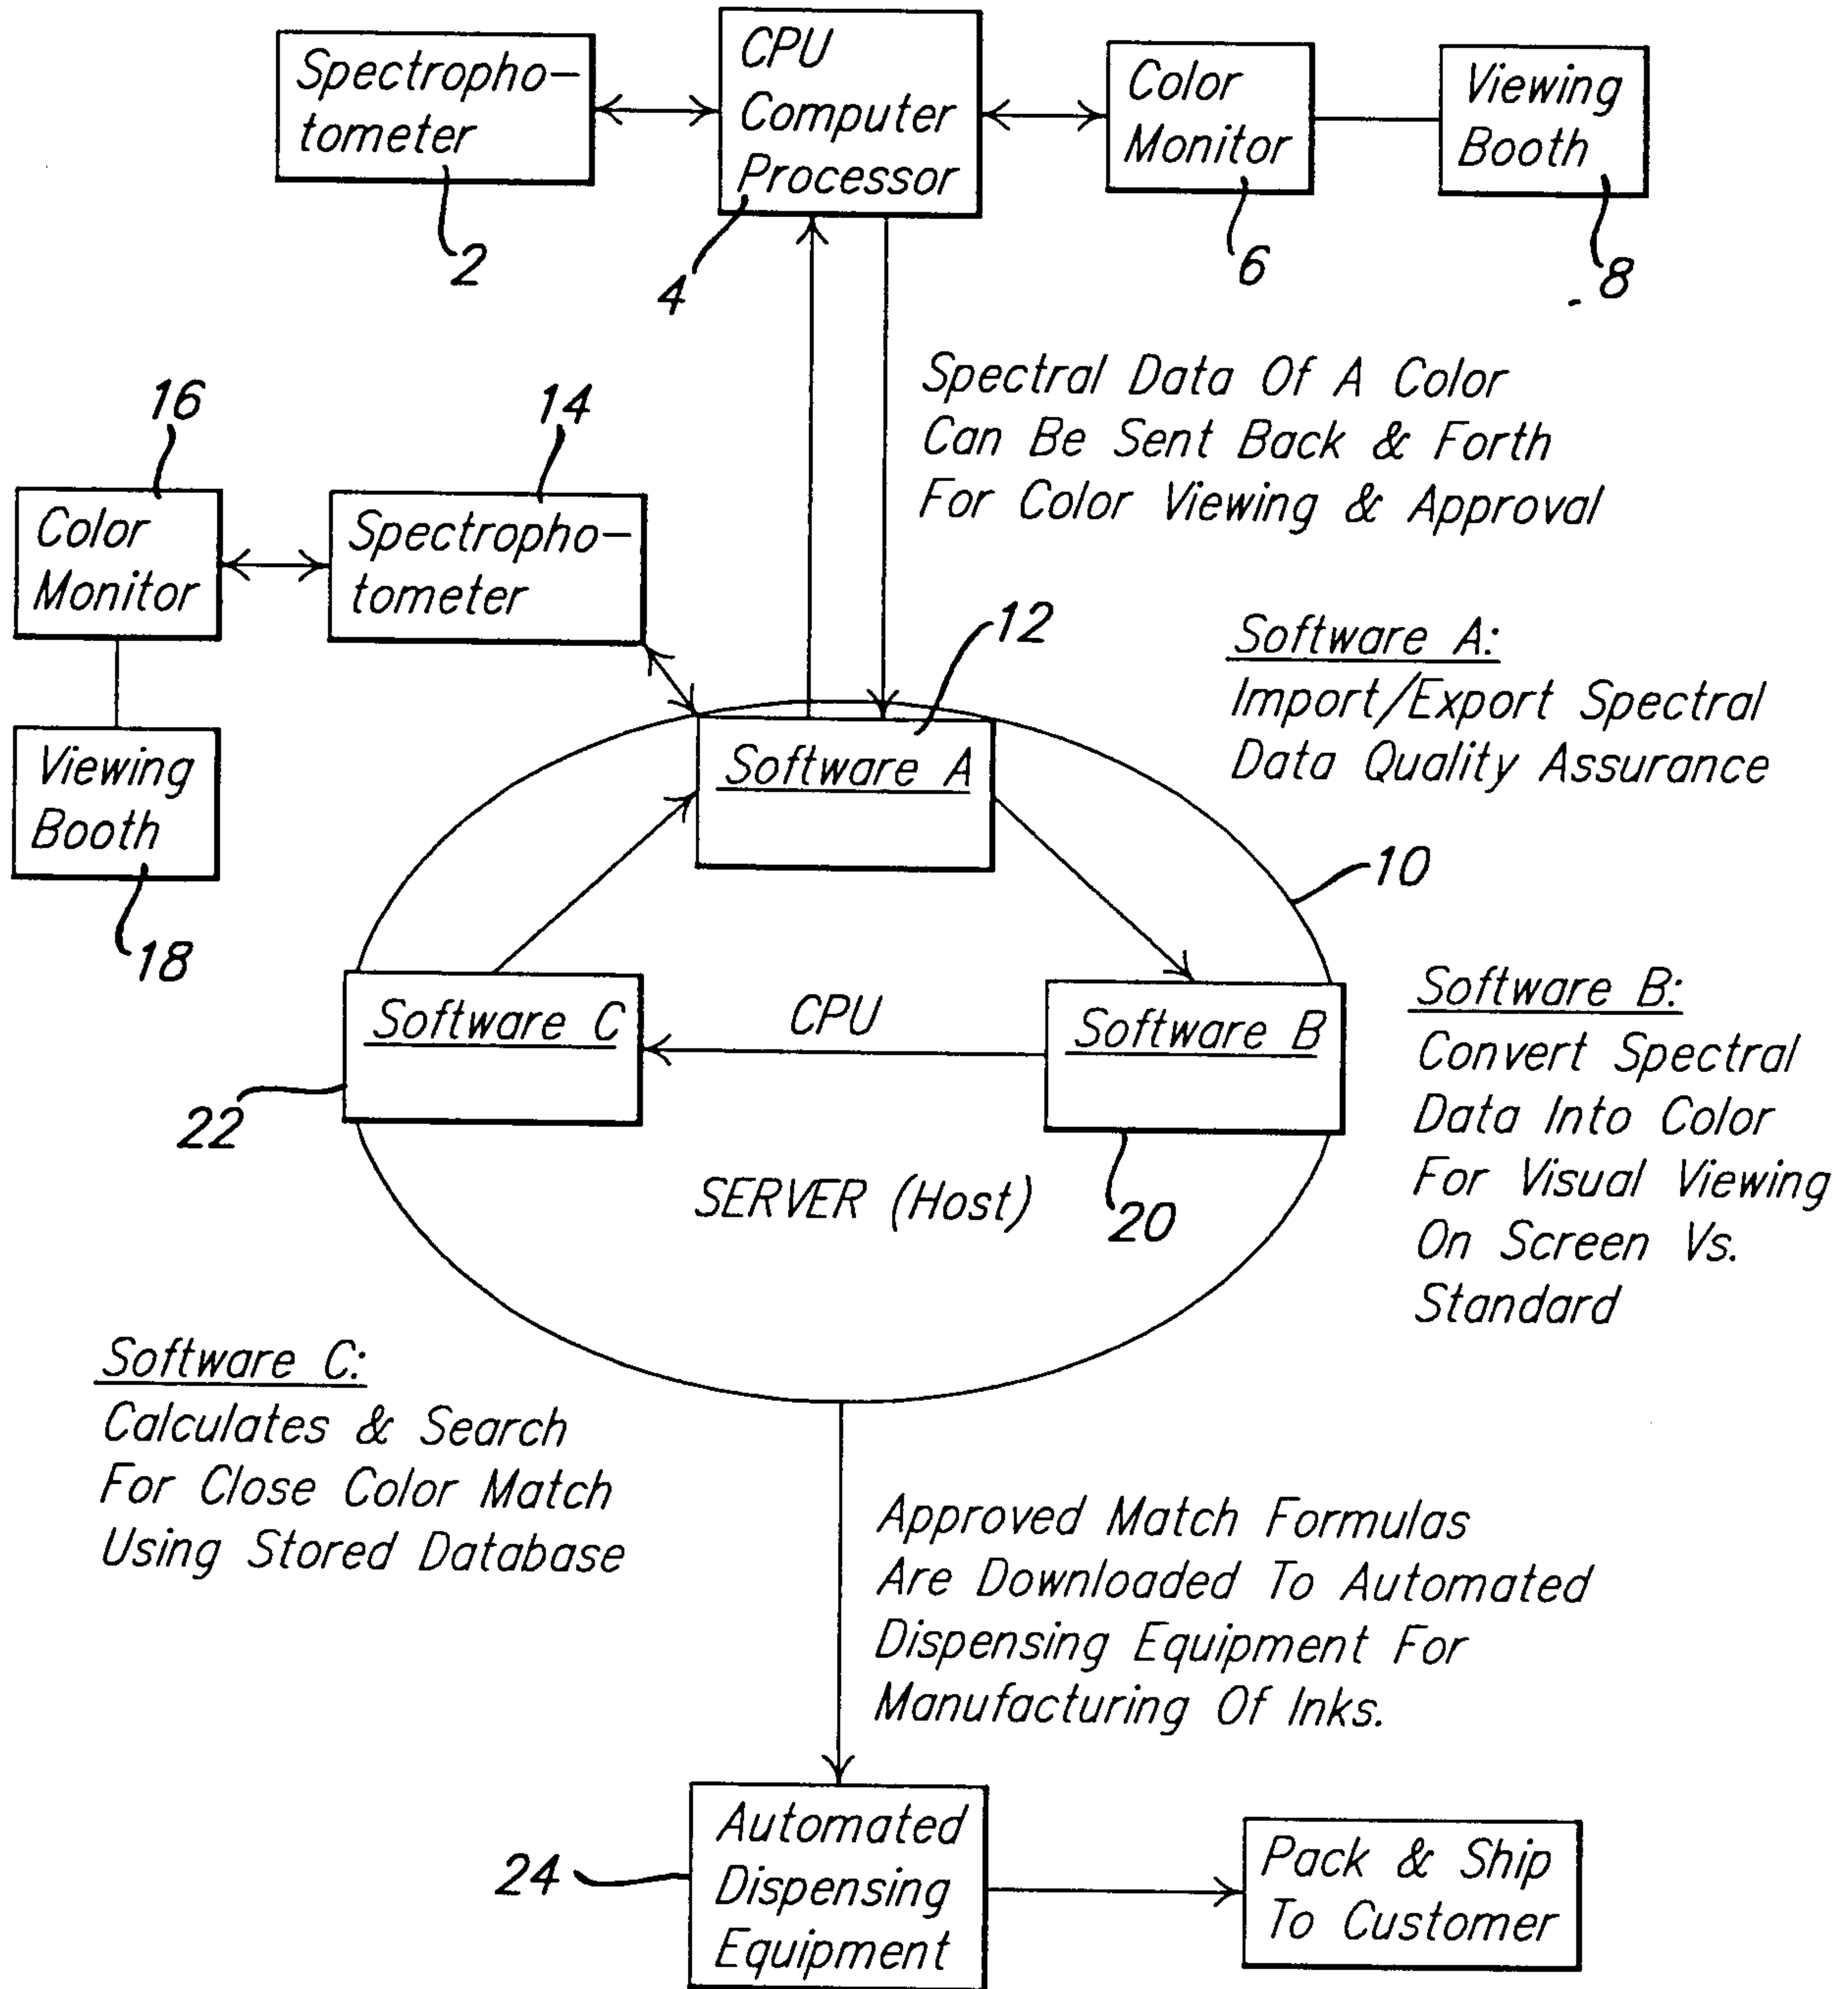 Spectropho-
tometer
2
CPU
Computer
Processor
4
Color
Monitor
6
Viewing
Booth
8
Spectral Data Of A Color
Can Be Sent Back & Forth
For Color Viewing & Approval
16
Color
Monitor
14
Spectropho-
tometer
Viewing
Booth
18
12
Software A
Software A:
Import/Export Spectral
Data Quality Assurance
10
Software C
22
CPU
Software B
20
SERVER (Host)
Software B:
Convert Spectral
Data Into Color
For Visual Viewing
On Screen Vs.
Standard
Software C:
Calculates & Search
For Close Color Match
Using Stored Database
Approved Match Formulas
Are Downloaded To Automated
Dispensing Equipment For
Manufacturing Of Inks.
24
Automated
Dispensing
Equipment
Pack & Ship
To Customer